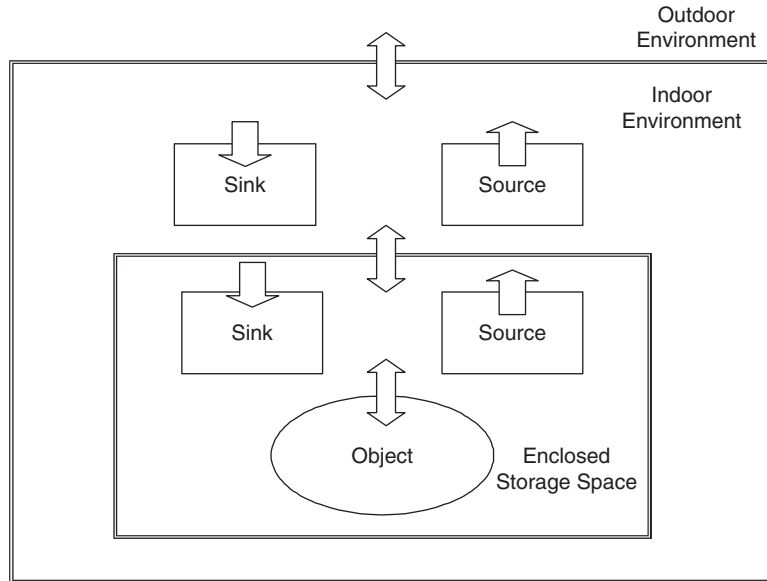 Outdoor
Environment
Indoor
Environment
Sink
Source
Sink
Source
Object
Enclosed
Storage Space